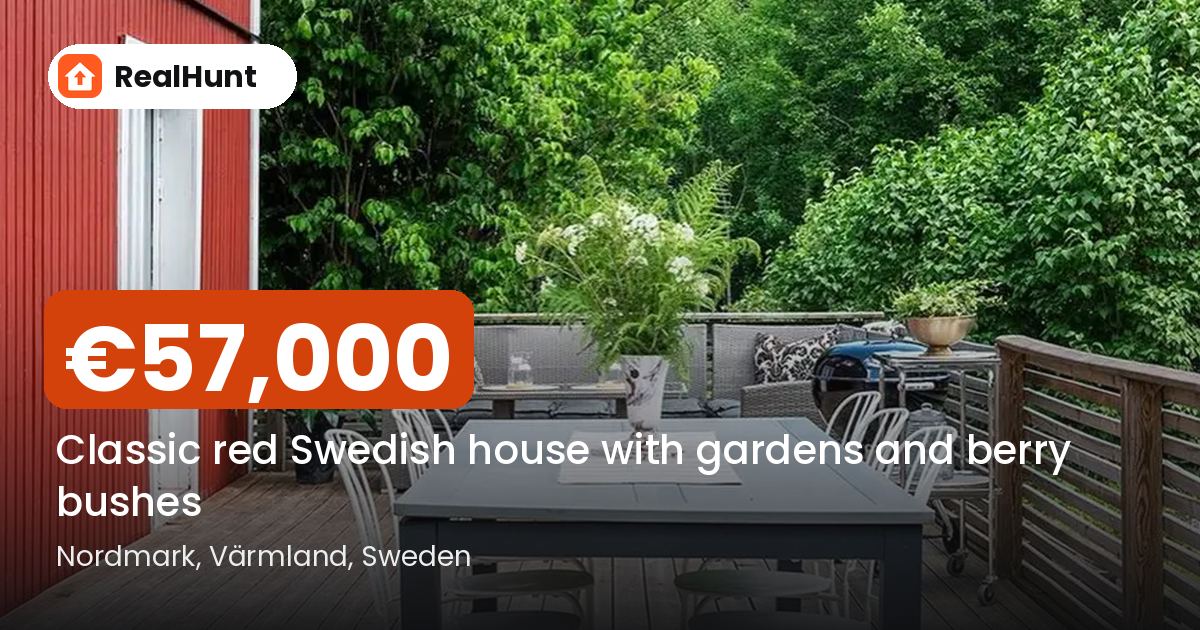 RealHunt
€57,000
Classic red Swedish house with gardens and berry
bushes
Nordmark, Värmland, Sweden